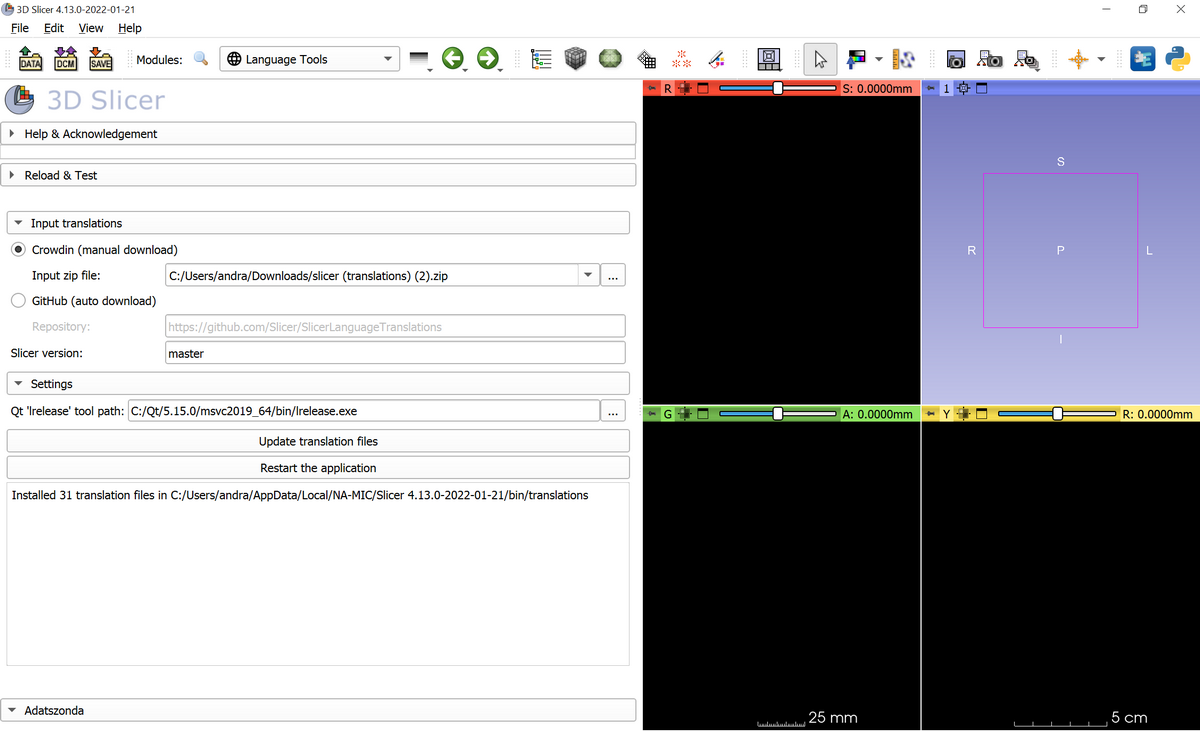 3D Slicer 4.13.0-2022-01-21
File Edit View Help
DATA DCM SAVE Modules: Language Tools
3D Slicer
Help & Acknowledgement
Reload & Test
Input translations
Crowdin (manual download)
Input zip file: C:/Users/andra/Downloads/slicer (translations) (2).zip ...
GitHub (auto download)
Repository: https://github.com/Slicer/SlicerLanguageTranslations
Slicer version: master
Settings
Qt 'lrelease' tool path: C:/Qt/5.15.0/msvc2019_64/bin/lrelease.exe ...
Update translation files
Restart the application
Installed 31 translation files in C:/Users/andra/AppData/Local/NA-MIC/Slicer 4.13.0-2022-01-21/bin/translations
Adatszonda
R S: 0.0000mm
1
S
R P L
I
G A: 0.0000mm
Y R: 0.0000mm
25 mm
5 cm